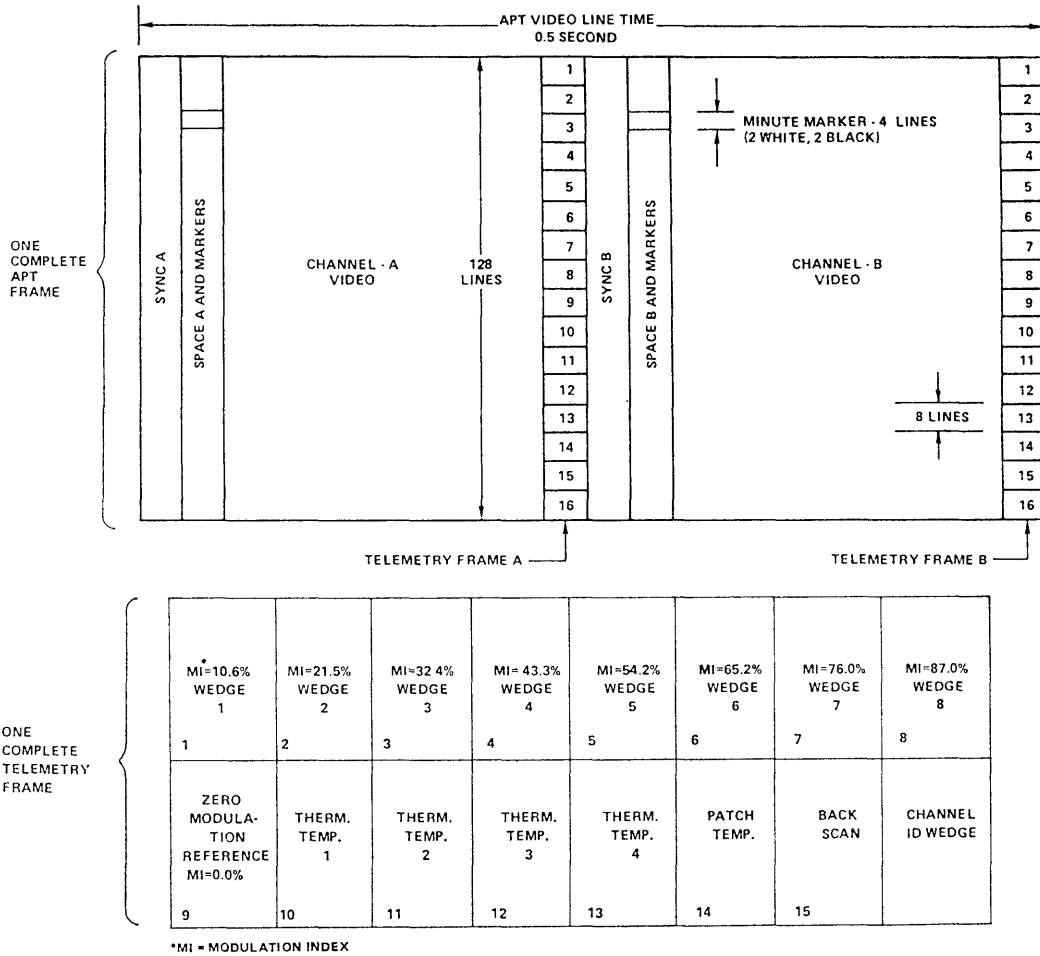 APT VIDEO LINE TIME
0.5 SECOND
ONE
COMPLETE
APT
FRAME
SYNC A
SPACE A AND MARKERS
CHANNEL - A
VIDEO
128
LINES
1
2
3
4
5
6
7
8
9
10
11
12
13
14
15
16
SYNC B
SPACE B AND MARKERS
MINUTE MARKER - 4 LINES
(2 WHITE, 2 BLACK)
CHANNEL - B
VIDEO
8 LINES
1
2
3
4
5
6
7
8
9
10
11
12
13
14
15
16
TELEMETRY FRAME A
TELEMETRY FRAME B
ONE
COMPLETE
TELEMETRY
FRAME
MI*=10.6%
WEDGE
1
1
MI=21.5%
WEDGE
2
2
MI=32.4%
WEDGE
3
3
MI= 43.3%
WEDGE
4
4
MI=54.2%
WEDGE
5
5
MI=65.2%
WEDGE
6
6
MI=76.0%
WEDGE
7
7
MI=87.0%
WEDGE
8
8
ZERO
MODULA-
TION
REFERENCE
MI=0.0%
9
THERM.
TEMP.
1
10
THERM.
TEMP.
2
11
THERM.
TEMP.
3
12
THERM.
TEMP.
4
13
PATCH
TEMP.
14
BACK
SCAN
15
CHANNEL
ID WEDGE
*MI = MODULATION INDEX